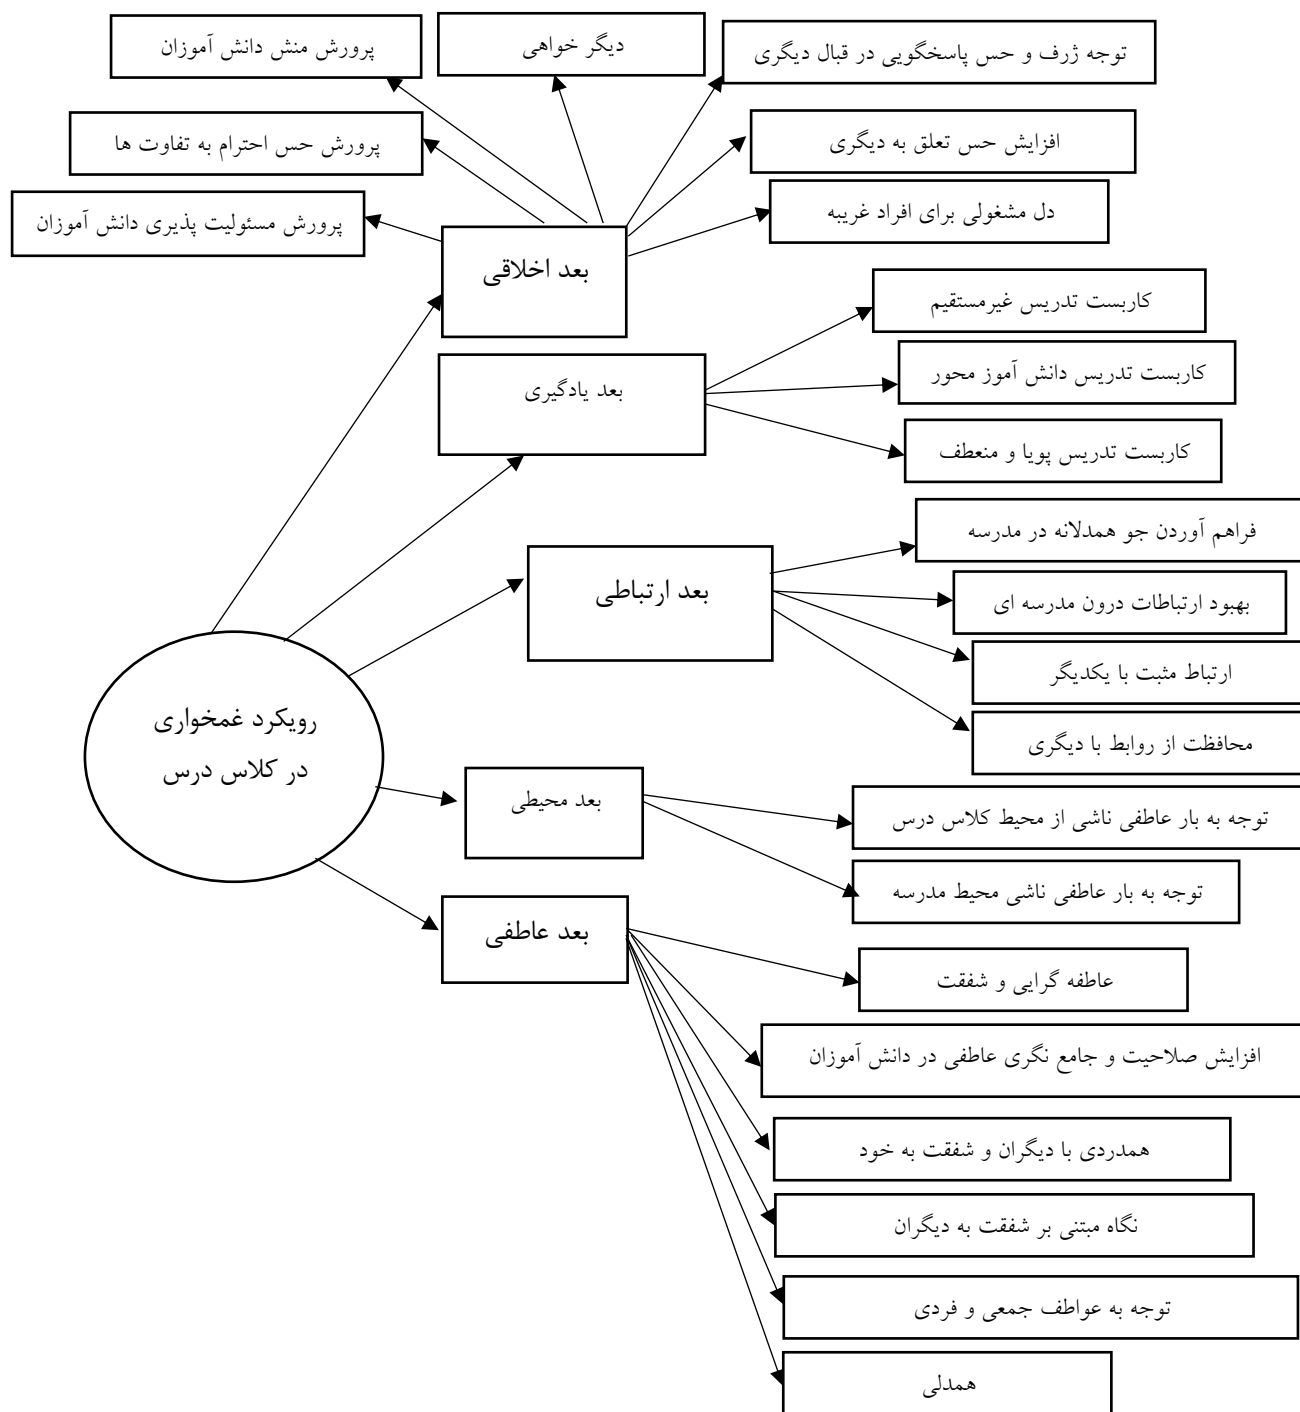 توجه ژرف و حس پاسخگویی در قبال دیگری
دیگر خواهی
پرورش منش دانش آموزان
افزایش حس تعلق به دیگری
پرورش حس احترام به تفاوت ها
دل مشغولی برای افراد غریبه
پرورش مسئولیت پذیری دانش آموزان
بعد اخلاقی
کاربست تدریس غیرمستقیم
کاربست تدریس دانش آموز محور
بعد یادگیری
کاربست تدریس پویا و منعطف
فراهم آوردن جو همدلانه در مدرسه
بعد ارتباطی
بهبود ارتباطات درون مدرسه ای
ارتباط مثبت با یکدیگر
محافظت از روابط با دیگری
رویکرد غمخواری
در کلاس درس
بعد محیطی
توجه به بار عاطفی ناشی از محیط کلاس درس
توجه به بار عاطفی ناشی محیط مدرسه
بعد عاطفی
عاطفه گرایی و شفقت
افزایش صلاحیت و جامع نگری عاطفی در دانش آموزان
همدردی با دیگران و شفقت به خود
نگاه مبتنی بر شفقت به دیگران
توجه به عواطف جمعی و فردی
همدلی